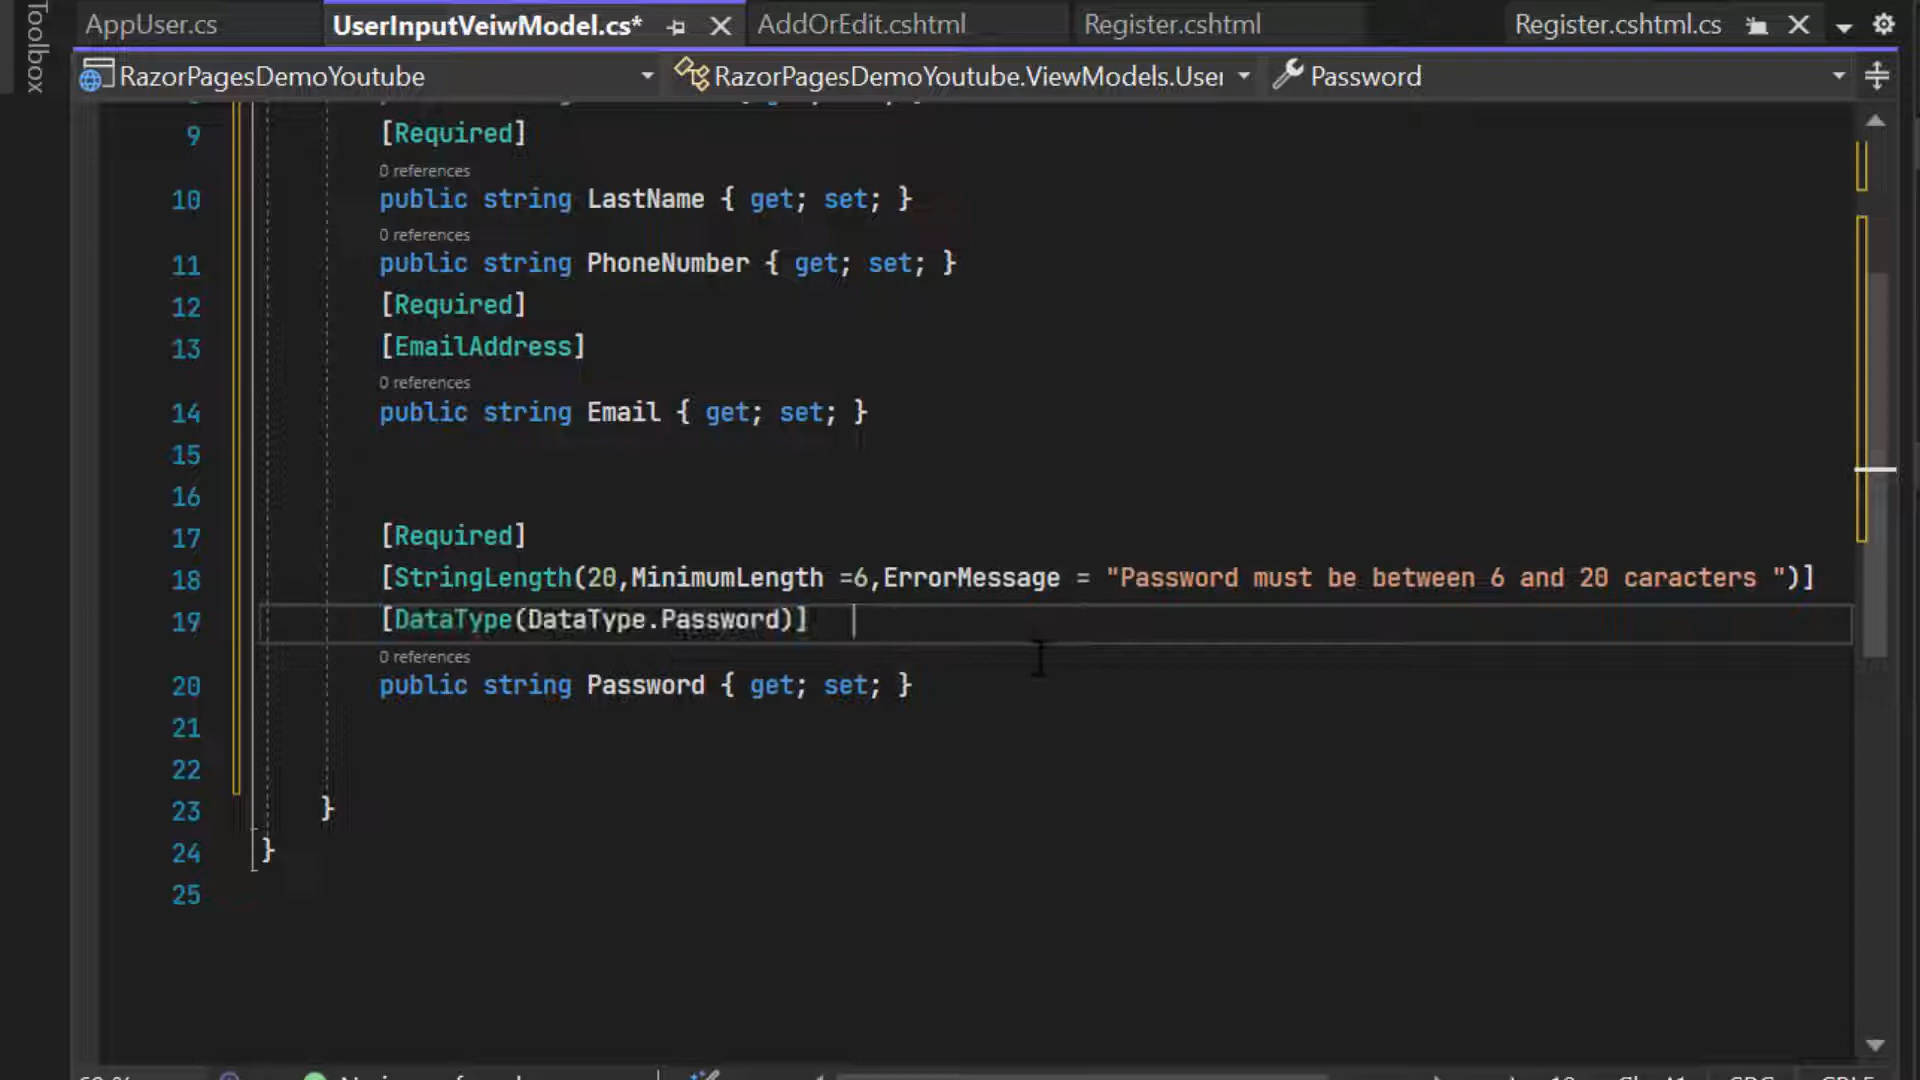 Toolbox
AppUser.cs
UserInputVeiwModel.cs*
AddOrEdit.cshtml
Register.cshtml
Register.cshtml.cs
RazorPagesDemoYoutube
RazorPagesDemoYoutube.ViewModels.User
Password
9 [Required]
0 references
10 public string LastName { get; set; }
0 references
11 public string PhoneNumber { get; set; }
12 [Required]
13 [EmailAddress]
0 references
14 public string Email { get; set; }
15
16
17 [Required]
18 [StringLength(20,MinimumLength =6,ErrorMessage = "Password must be between 6 and 20 caracters ")]
19 [DataType(DataType.Password)]
0 references
20 public string Password { get; set; }
21
22
23 }
24 }
25